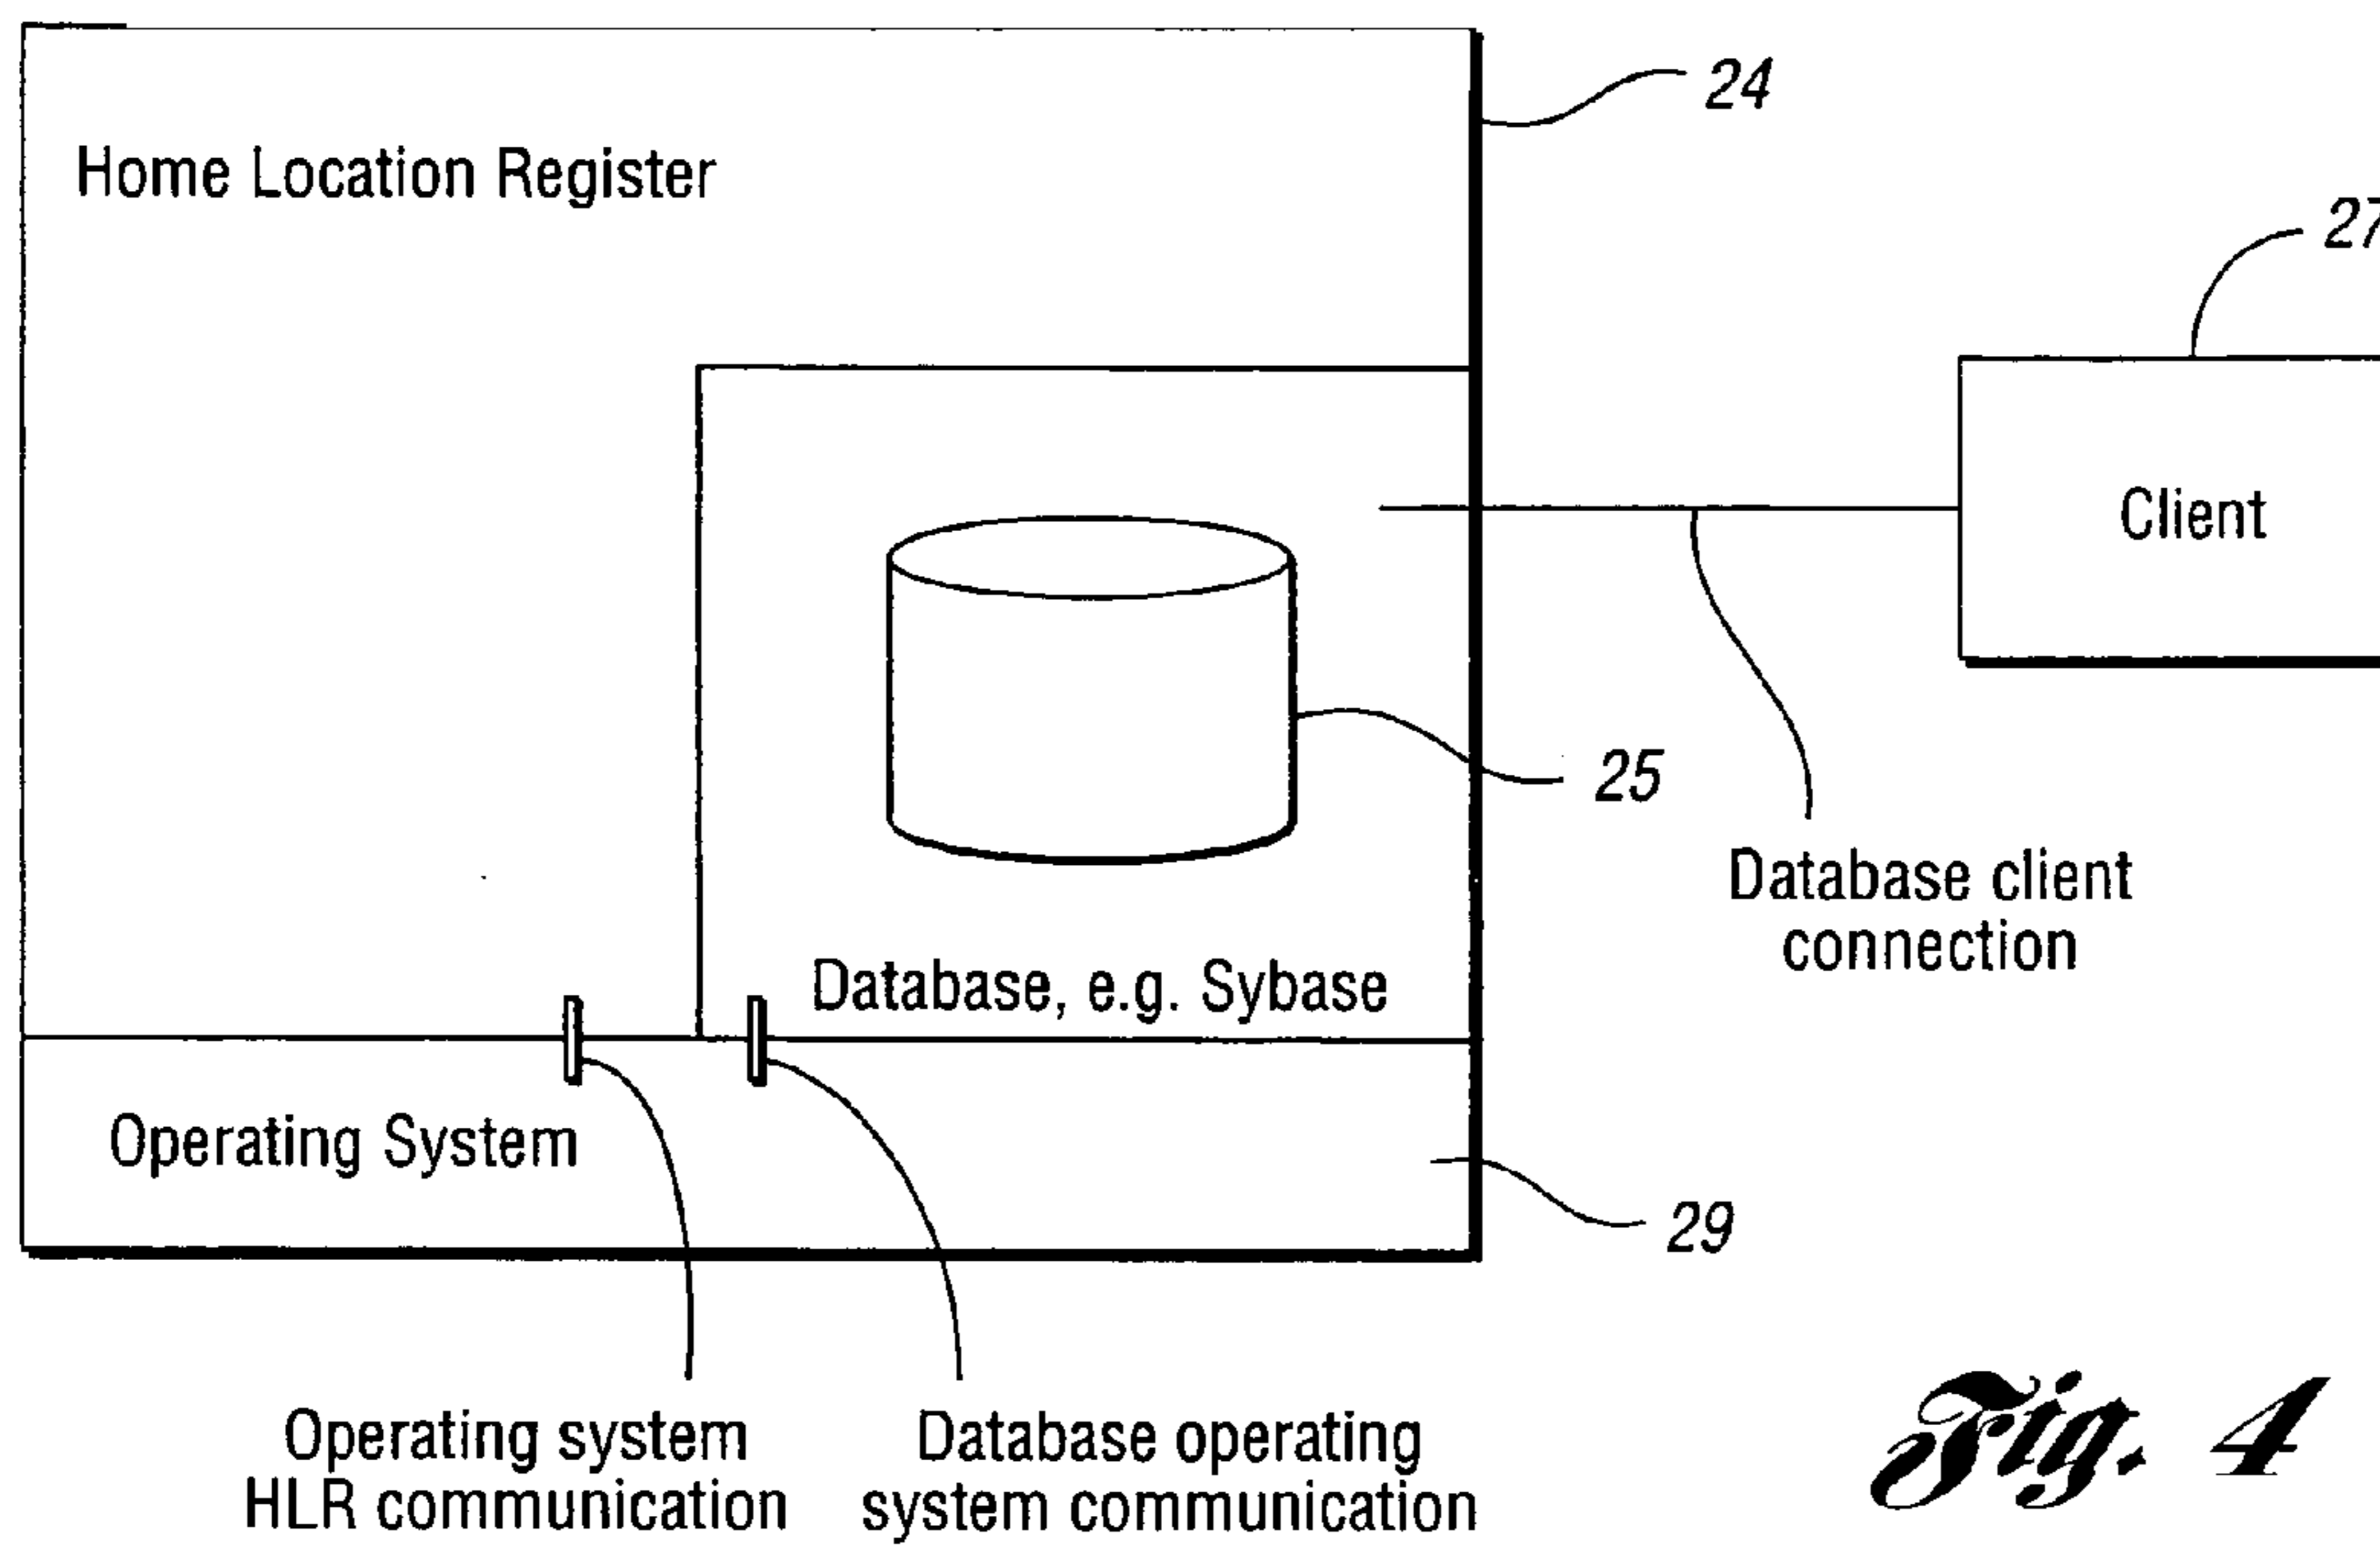 24
Home Location Register
27
Client
25
Database client
connection
Database, e.g. Sybase
Operating System
29
Operating system
HLR communication
Database operating
system communication
Fig. 4